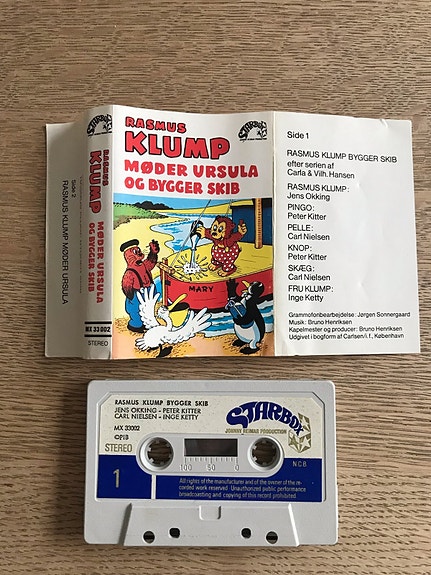 Side 2
RASMUS KLUMP MØDER URSULA
STARBOX
RASMUS
KLUMP
MØDER URSULA
OG BYGGER SKIB
MX 33 002
STEREO
RASMUS
KLUMP
MØDER URSULA
OG BYGGER SKIB
STARBOX
MARY
Side 1
RASMUS KLUMP BYGGER SKIB
efter serien af
Carla & Vilh. Hansen
RASMUS KLUMP:
Jens Okking
PINGO:
Peter Kitter
PELLE:
Carl Nielsen
KNOP:
Peter Kitter
SKÆG:
Carl Nielsen
FRU KLUMP:
Inge Ketty
Grammofonbearbejdelse: Jørgen Sonnergaard
Musik: Bruno Henriksen
Kapelmester og producer: Bruno Henriksen
Udgivet i bogform af Carlsen/i.f., København
RASMUS KLUMP BYGGER SKIB
JENS OKKING - PETER KITTER
CARL NIELSEN - INGE KETTY
MX 33002
©PIB
STEREO
STARBOX
JOHNNY REIMAR PRODUCTION
100 50 0
NCB
1
All rights of the manufacturer and of the owner of the re-
corded work reserved. Unauthorized public performance
broadcasting and copying of this record prohibited